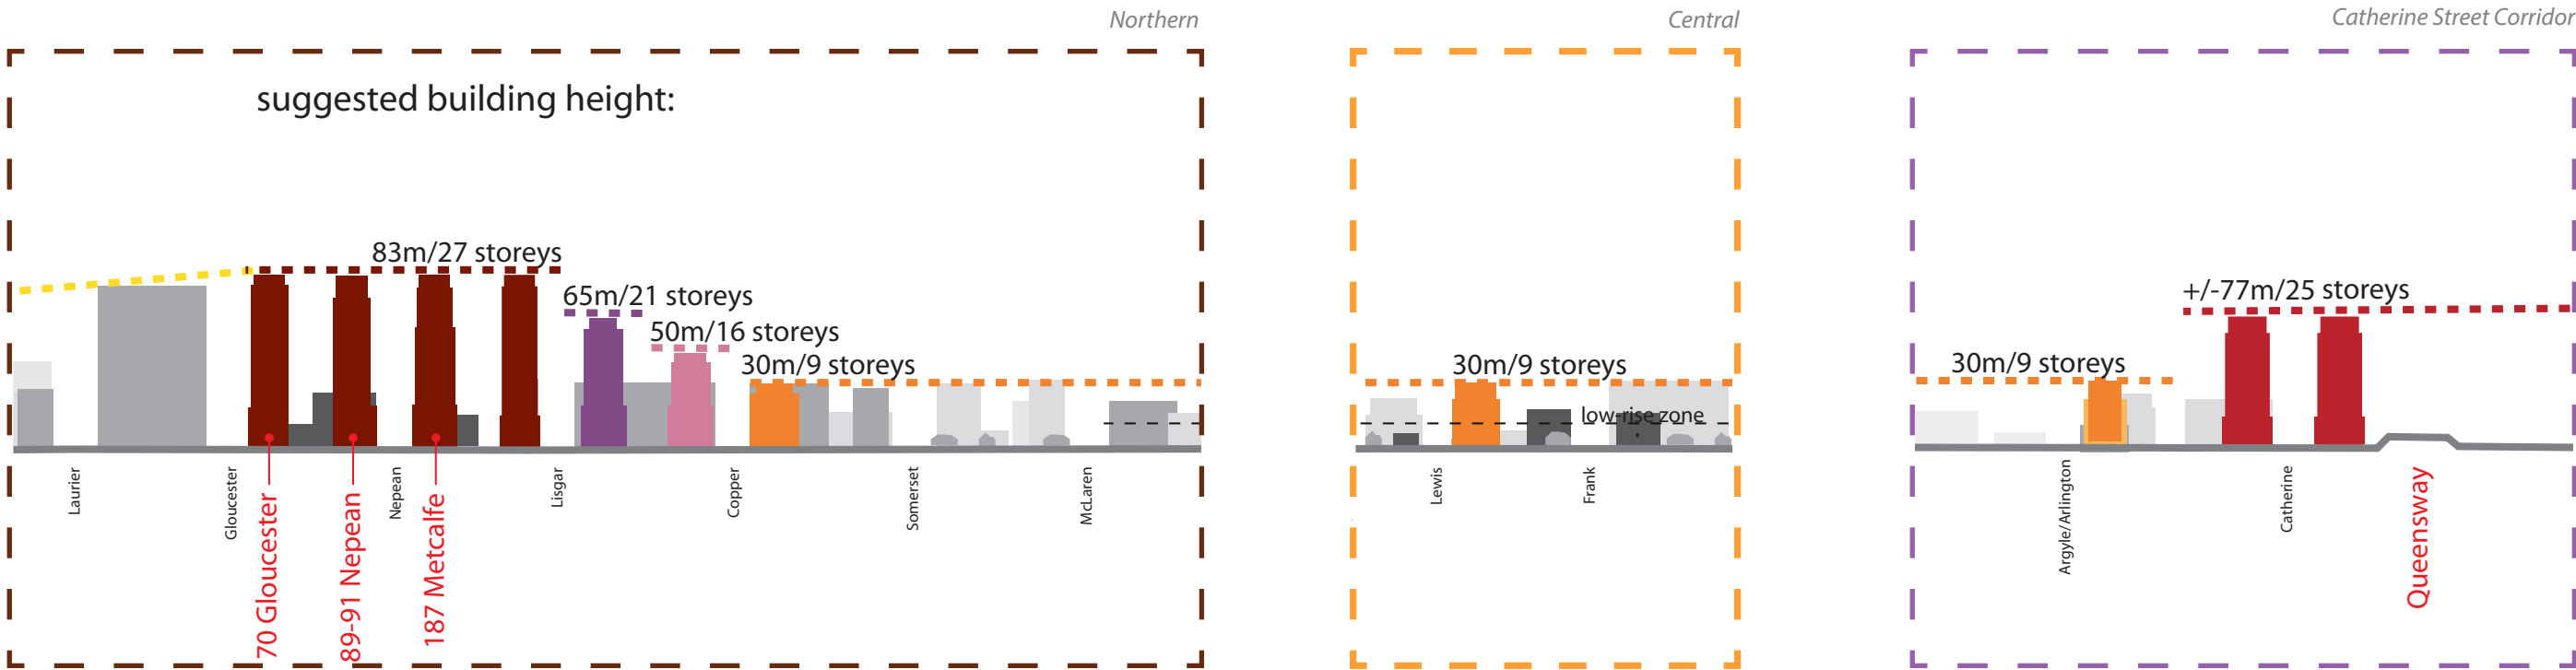 Northern
Central
Catherine Street Corridor
suggested building height:
83m/27 storeys
65m/21 storeys
50m/16 storeys
30m/9 storeys
30m/9 storeys
low-rise zone
+/-77m/25 storeys
30m/9 storeys
Laurier
Gloucester
70 Gloucester
89-91 Nepean
Nepean
187 Metcalfe
Lisgar
Copper
Somerset
McLaren
Lewis
Frank
Argyle/Arlington
Catherine
Queensway